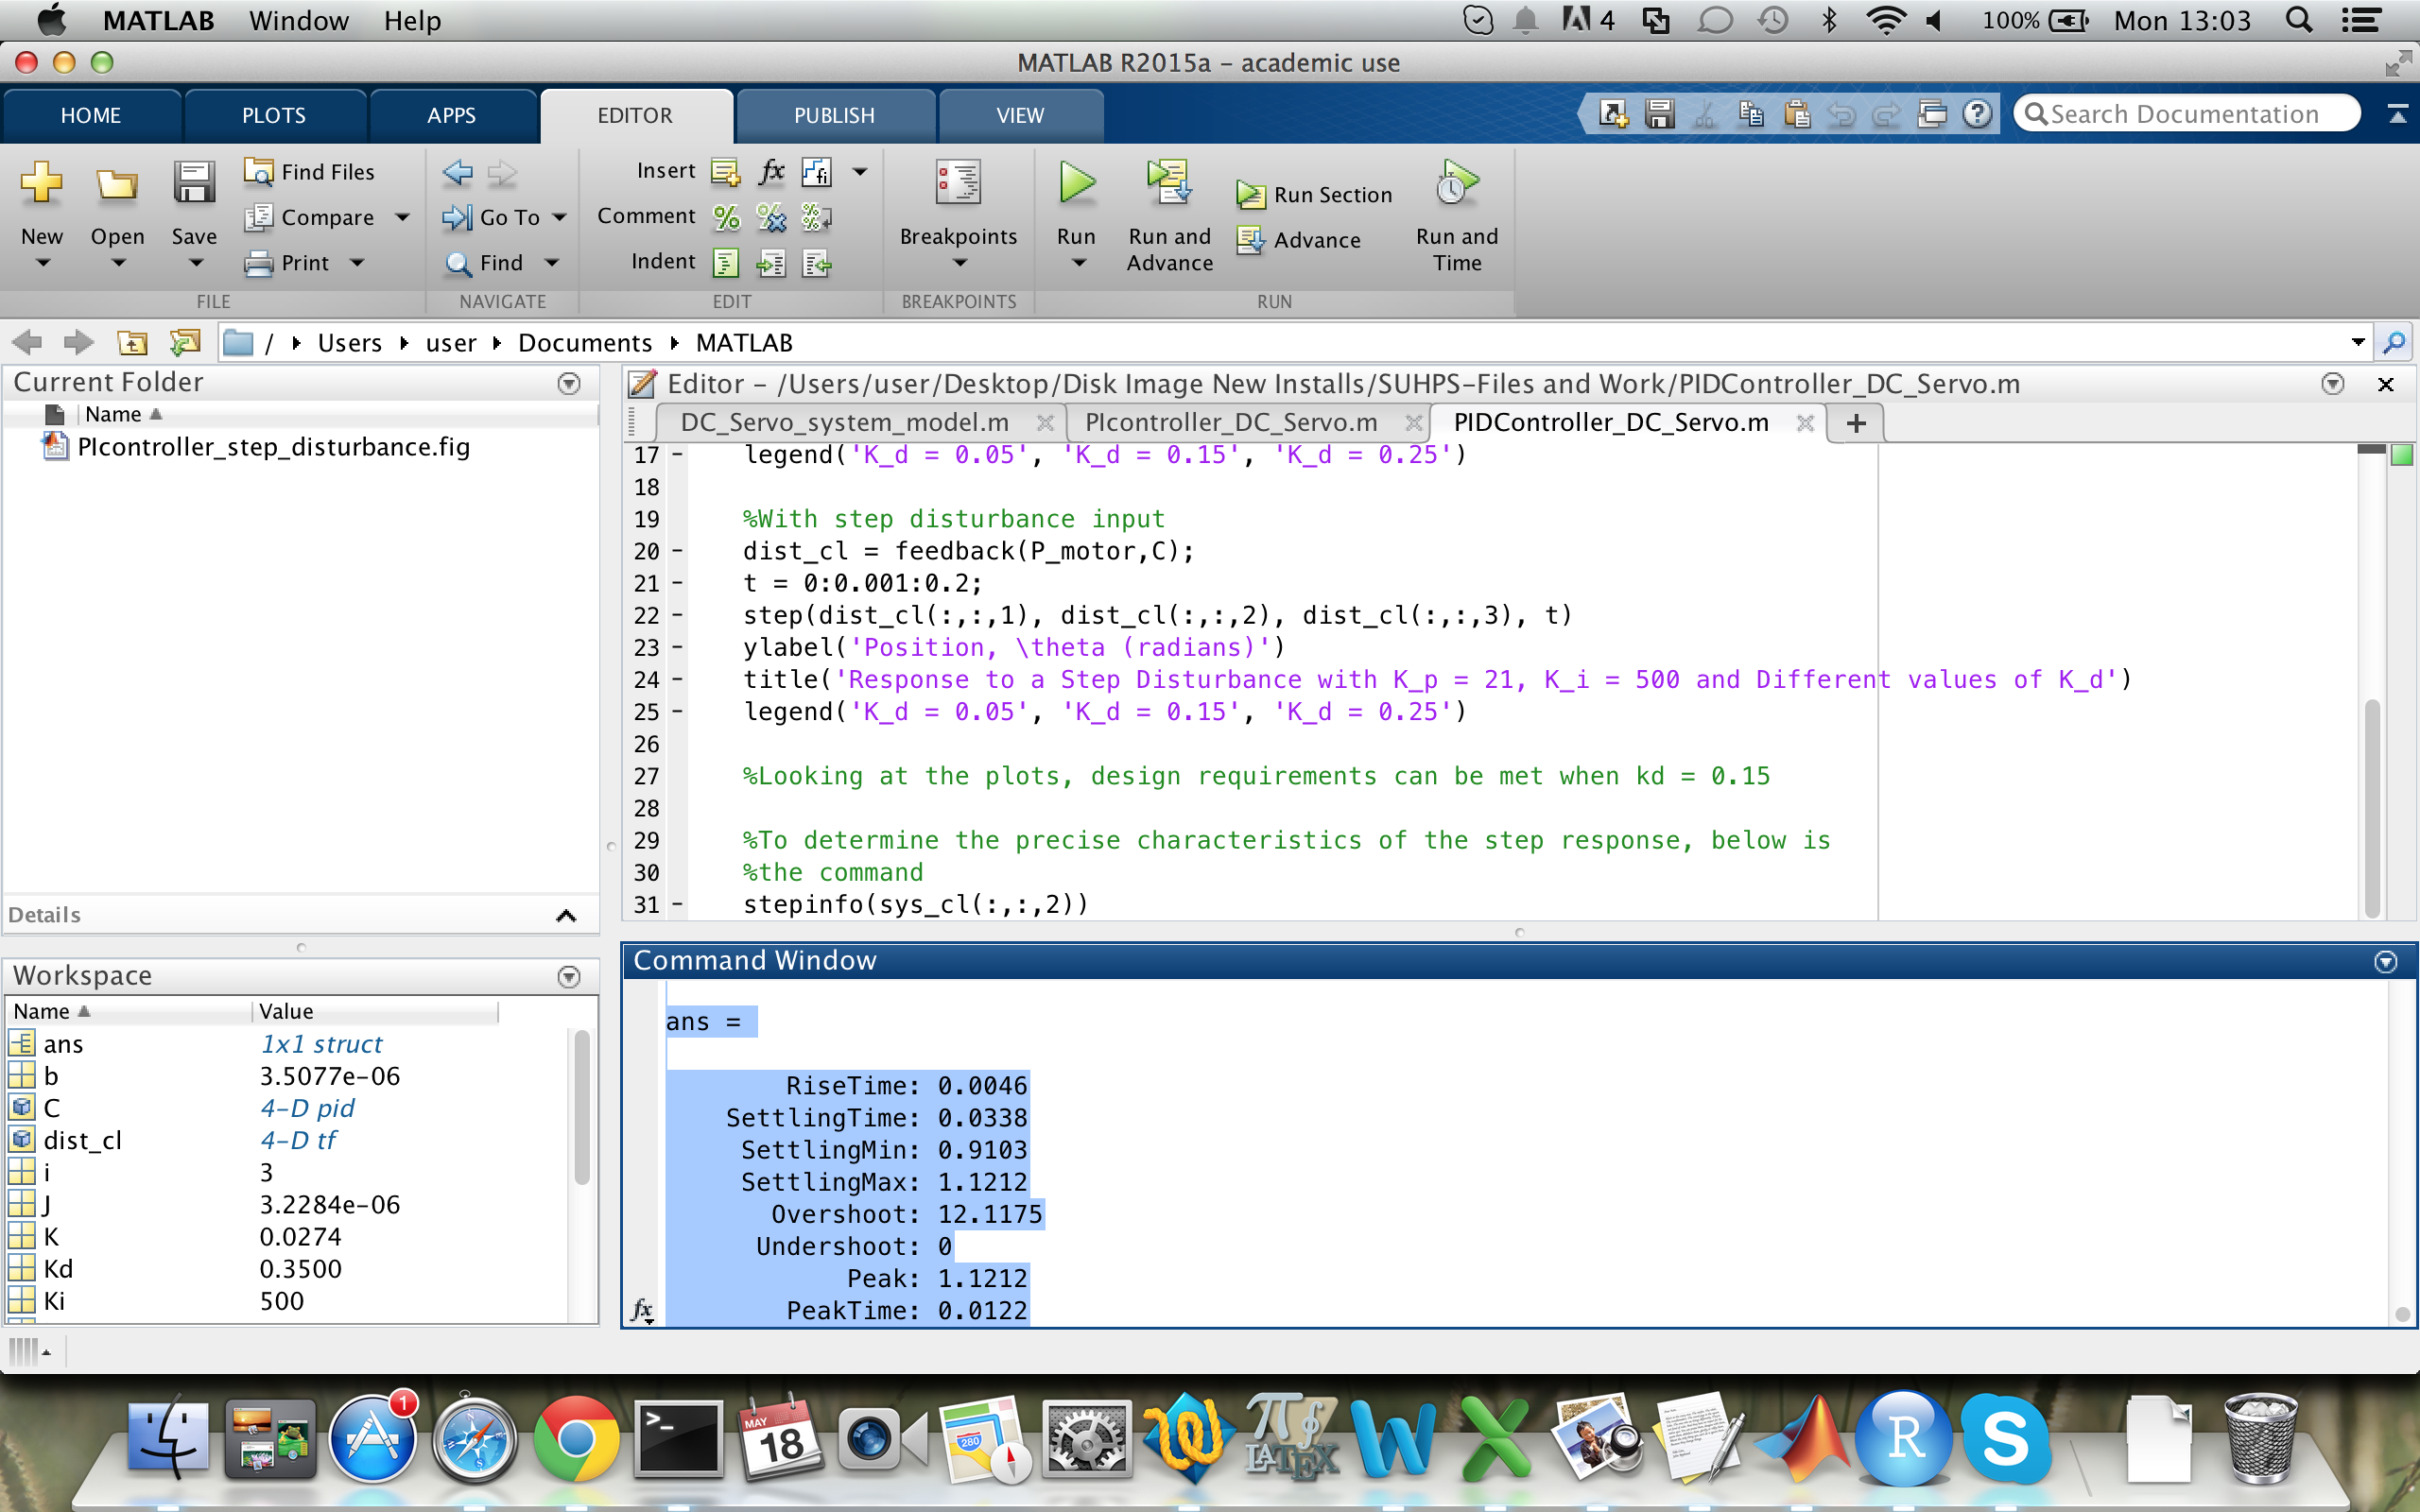 MATLAB Window Help 4 100% Mon 13:03
MATLAB R2015a - academic use
HOME PLOTS APPS EDITOR PUBLISH VIEW Search Documentation
New Open Save Find Files Compare Print
FILE
Go To Find
NAVIGATE
Insert fx fi
Comment
Indent
EDIT
Breakpoints
BREAKPOINTS
Run Run and Advance Run Section Advance Run and Time
RUN
/ Users user Documents MATLAB
Current Folder
Name
PIcontroller_step_disturbance.fig
Details
Workspace
Name Value
ans 1x1 struct
b 3.5077e-06
C 4-D pid
dist_cl 4-D tf
i 3
J 3.2284e-06
K 0.0274
Kd 0.3500
Ki 500
Editor - /Users/user/Desktop/Disk Image New Installs/SUHPS-Files and Work/PIDController_DC_Servo.m
DC_Servo_system_model.m PIcontroller_DC_Servo.m PIDController_DC_Servo.m +
17 - legend('K_d = 0.05', 'K_d = 0.15', 'K_d = 0.25')
18
19 %With step disturbance input
20 - dist_cl = feedback(P_motor,C);
21 - t = 0:0.001:0.2;
22 - step(dist_cl(:,:,1), dist_cl(:,:,2), dist_cl(:,:,3), t)
23 - ylabel('Position, \theta (radians)')
24 - title('Response to a Step Disturbance with K_p = 21, K_i = 500 and Different values of K_d')
25 - legend('K_d = 0.05', 'K_d = 0.15', 'K_d = 0.25')
26
27 %Looking at the plots, design requirements can be met when kd = 0.15
28
29 %To determine the precise characteristics of the step response, below is
30 %the command
31 - stepinfo(sys_cl(:,:,2))
Command Window
ans =
RiseTime: 0.0046
SettlingTime: 0.0338
SettlingMin: 0.9103
SettlingMax: 1.1212
Overshoot: 12.1175
Undershoot: 0
Peak: 1.1212
PeakTime: 0.0122
fx
1
>_
MAY
18
280
LATEX
W
X
R
S